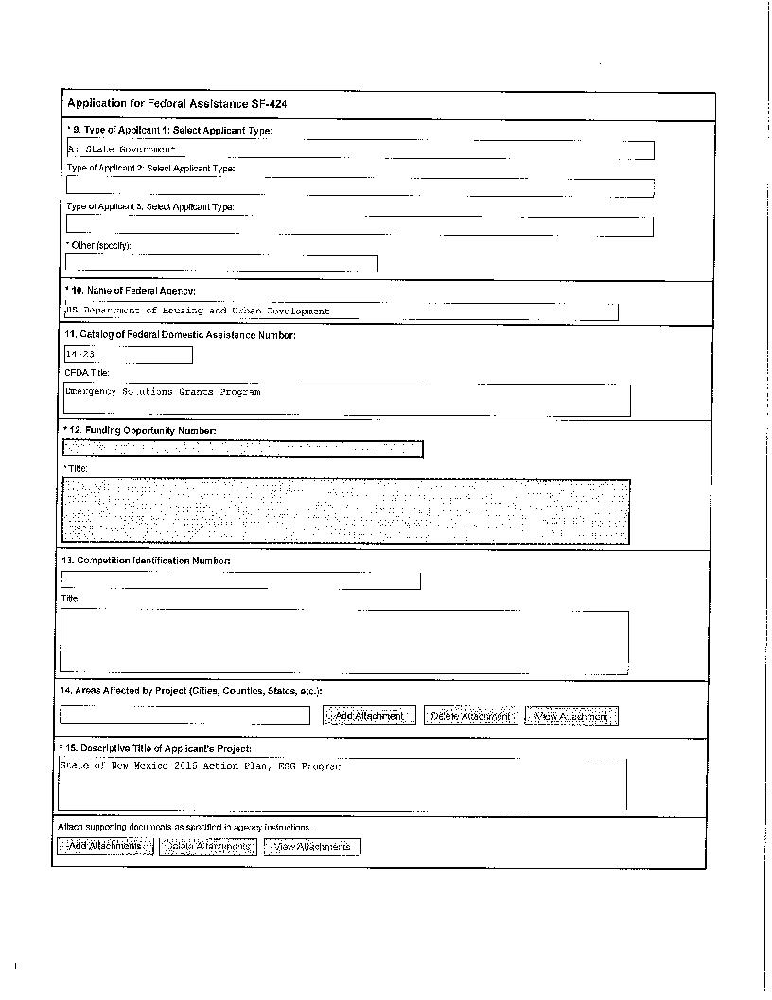 Application for Federal Assistance SF-424
* 9. Type of Applicant 1: Select Applicant Type:
A: State Government
Type of Applicant 2: Select Applicant Type:
Type of Applicant 3: Select Applicant Type:
* Other (specify):
* 10. Name of Federal Agency:
US Department of Housing and Urban Development
11. Catalog of Federal Domestic Assistance Number:
14-231
CFDA Title:
Emergency Solutions Grants Program
* 12. Funding Opportunity Number:
* Title:
13. Competition Identification Number:
Title:
14. Areas Affected by Project (Cities, Counties, States, etc.):
Add Attachment Delete Attachment View Attachment
* 15. Descriptive Title of Applicant's Project:
State of New Mexico 2015 Action Plan, ESG Program
Attach supporting documents as specified in agency instructions.
Add Attachments Delete Attachments View Attachments